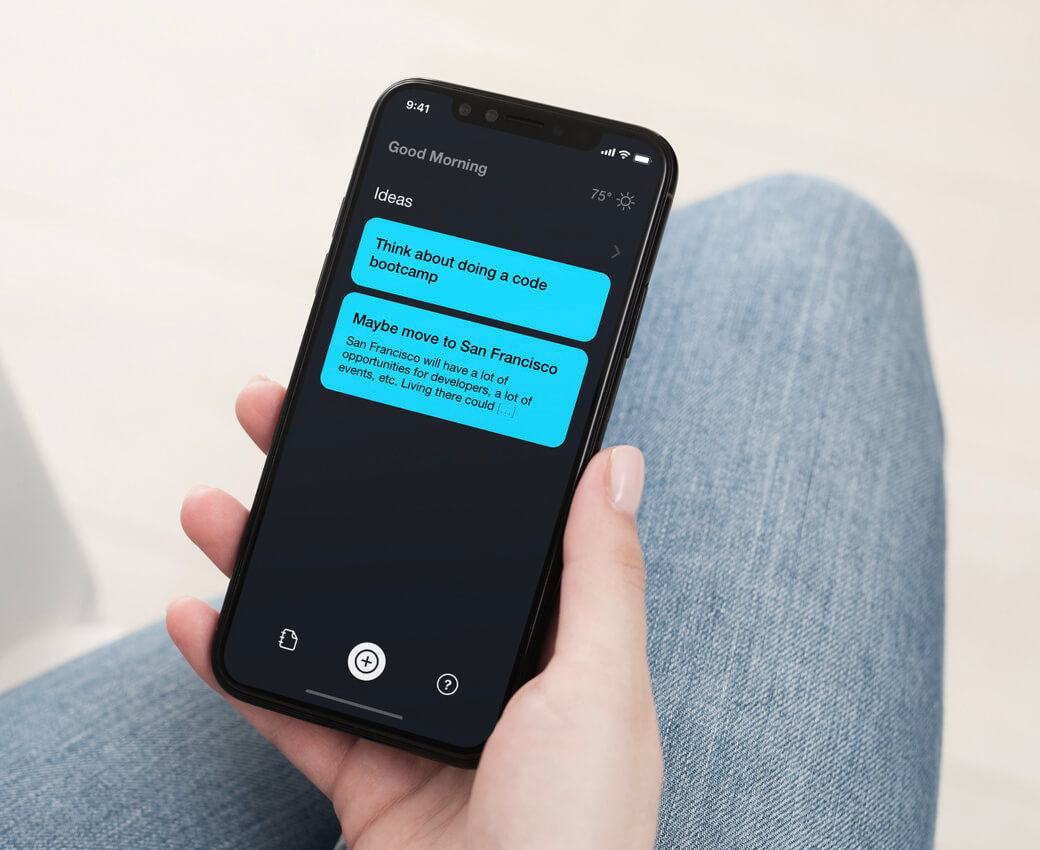 9:41
Good Morning
75°
Ideas
Think about doing a code
bootcamp
Maybe move to San Francisco
San Francisco will have a lot of
opportunities for developers, a lot of
events, etc. Living there could [...]
?